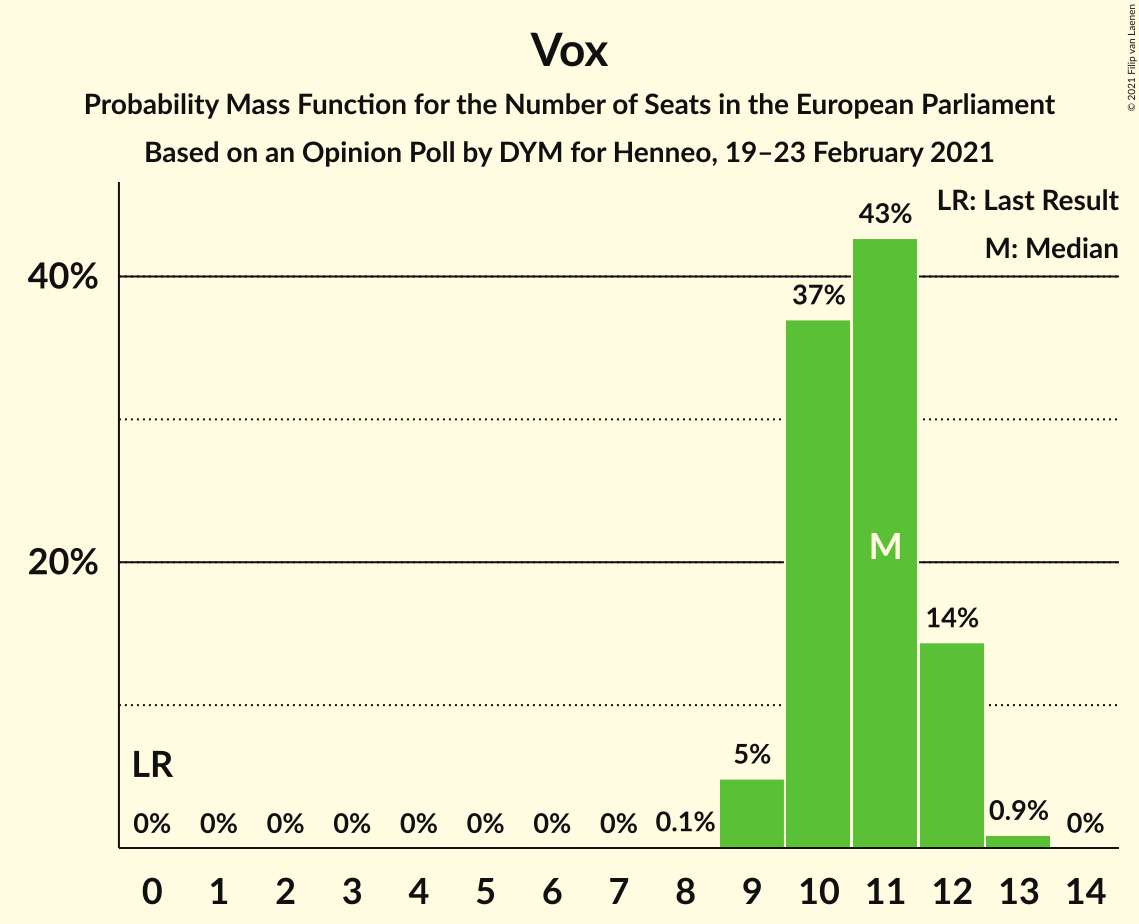 Vox
Probability Mass Function for the Number of Seats in the European Parliament
Based on an Opinion Poll by DYM for Henneo, 19–23 February 2021
© 2021 Filip van Laenen
LR: Last Result
M: Median
40%
20%
43%
37%
M
14%
5%
LR
0% 0% 0% 0% 0% 0% 0% 0% 0.1% 0.9% 0%
0 1 2 3 4 5 6 7 8 9 10 11 12 13 14